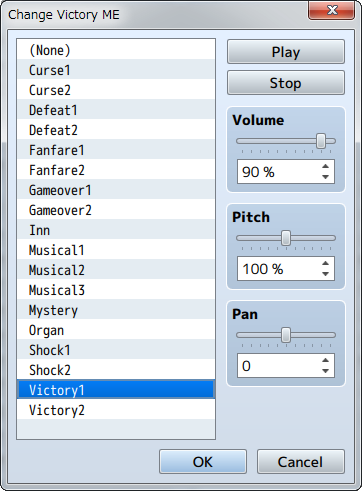 Change Victory ME
(None)
Curse1
Curse2
Defeat1
Defeat2
Fanfare1
Fanfare2
Gameover1
Gameover2
Inn
Musical1
Musical2
Musical3
Mystery
Organ
Shock1
Shock2
Victory1
Victory2
Play
Stop
Volume
90 %
Pitch
100 %
Pan
0
OK
Cancel